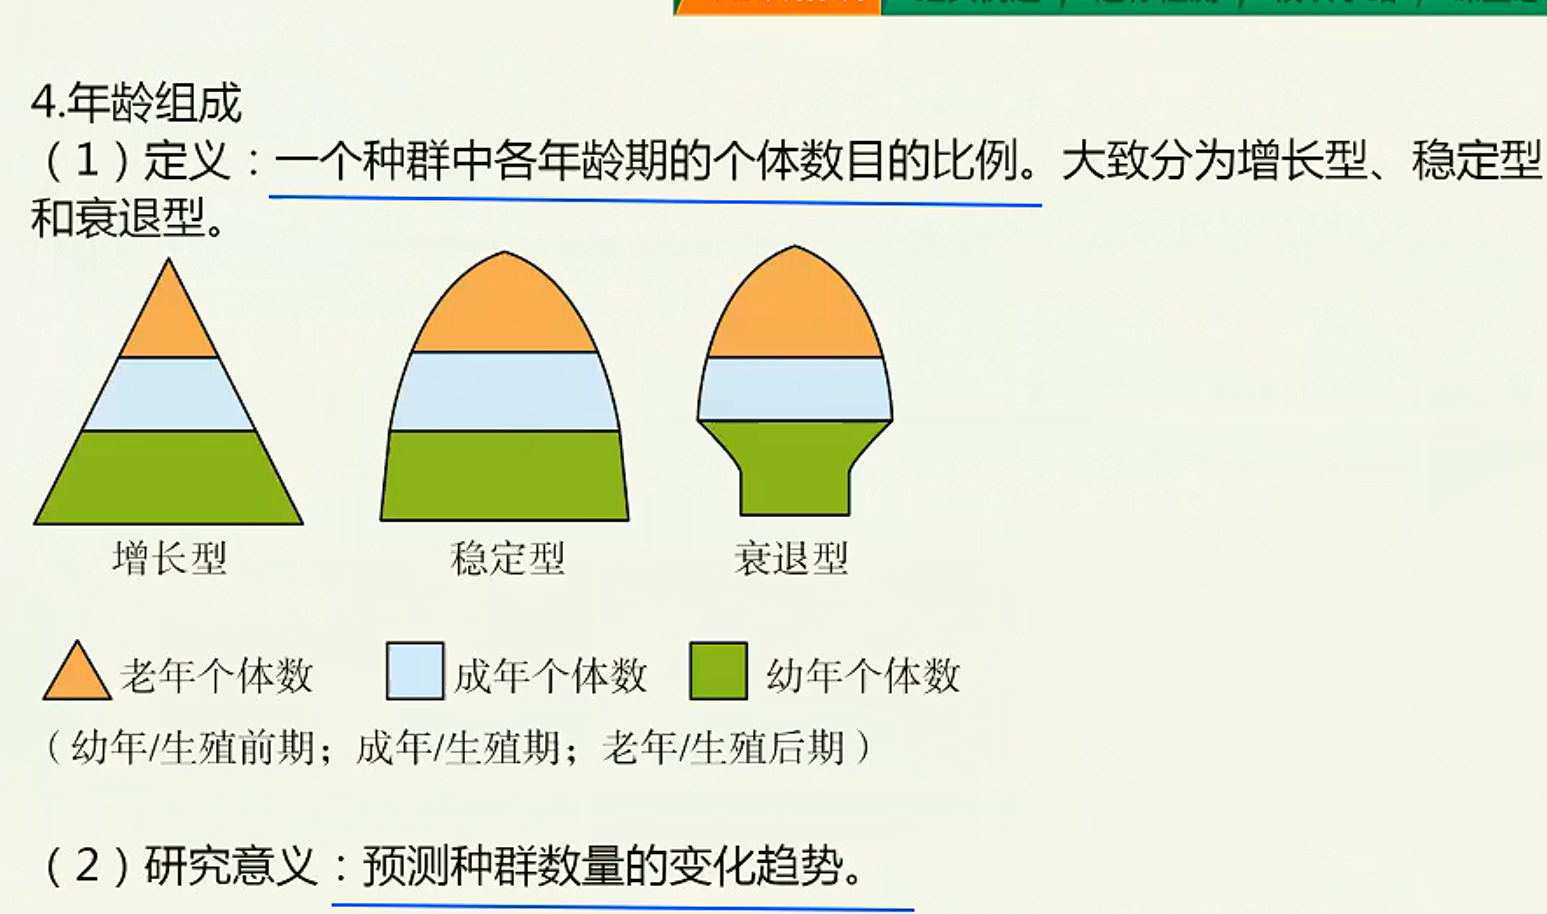 4.年龄组成
（1）定义：一个种群中各年龄期的个体数目的比例。大致分为增长型、稳定型
和衰退型。
增长型 稳定型 衰退型
老年个体数 成年个体数 幼年个体数
（幼年/生殖前期；成年/生殖期；老年/生殖后期）
（2）研究意义：预测种群数量的变化趋势。